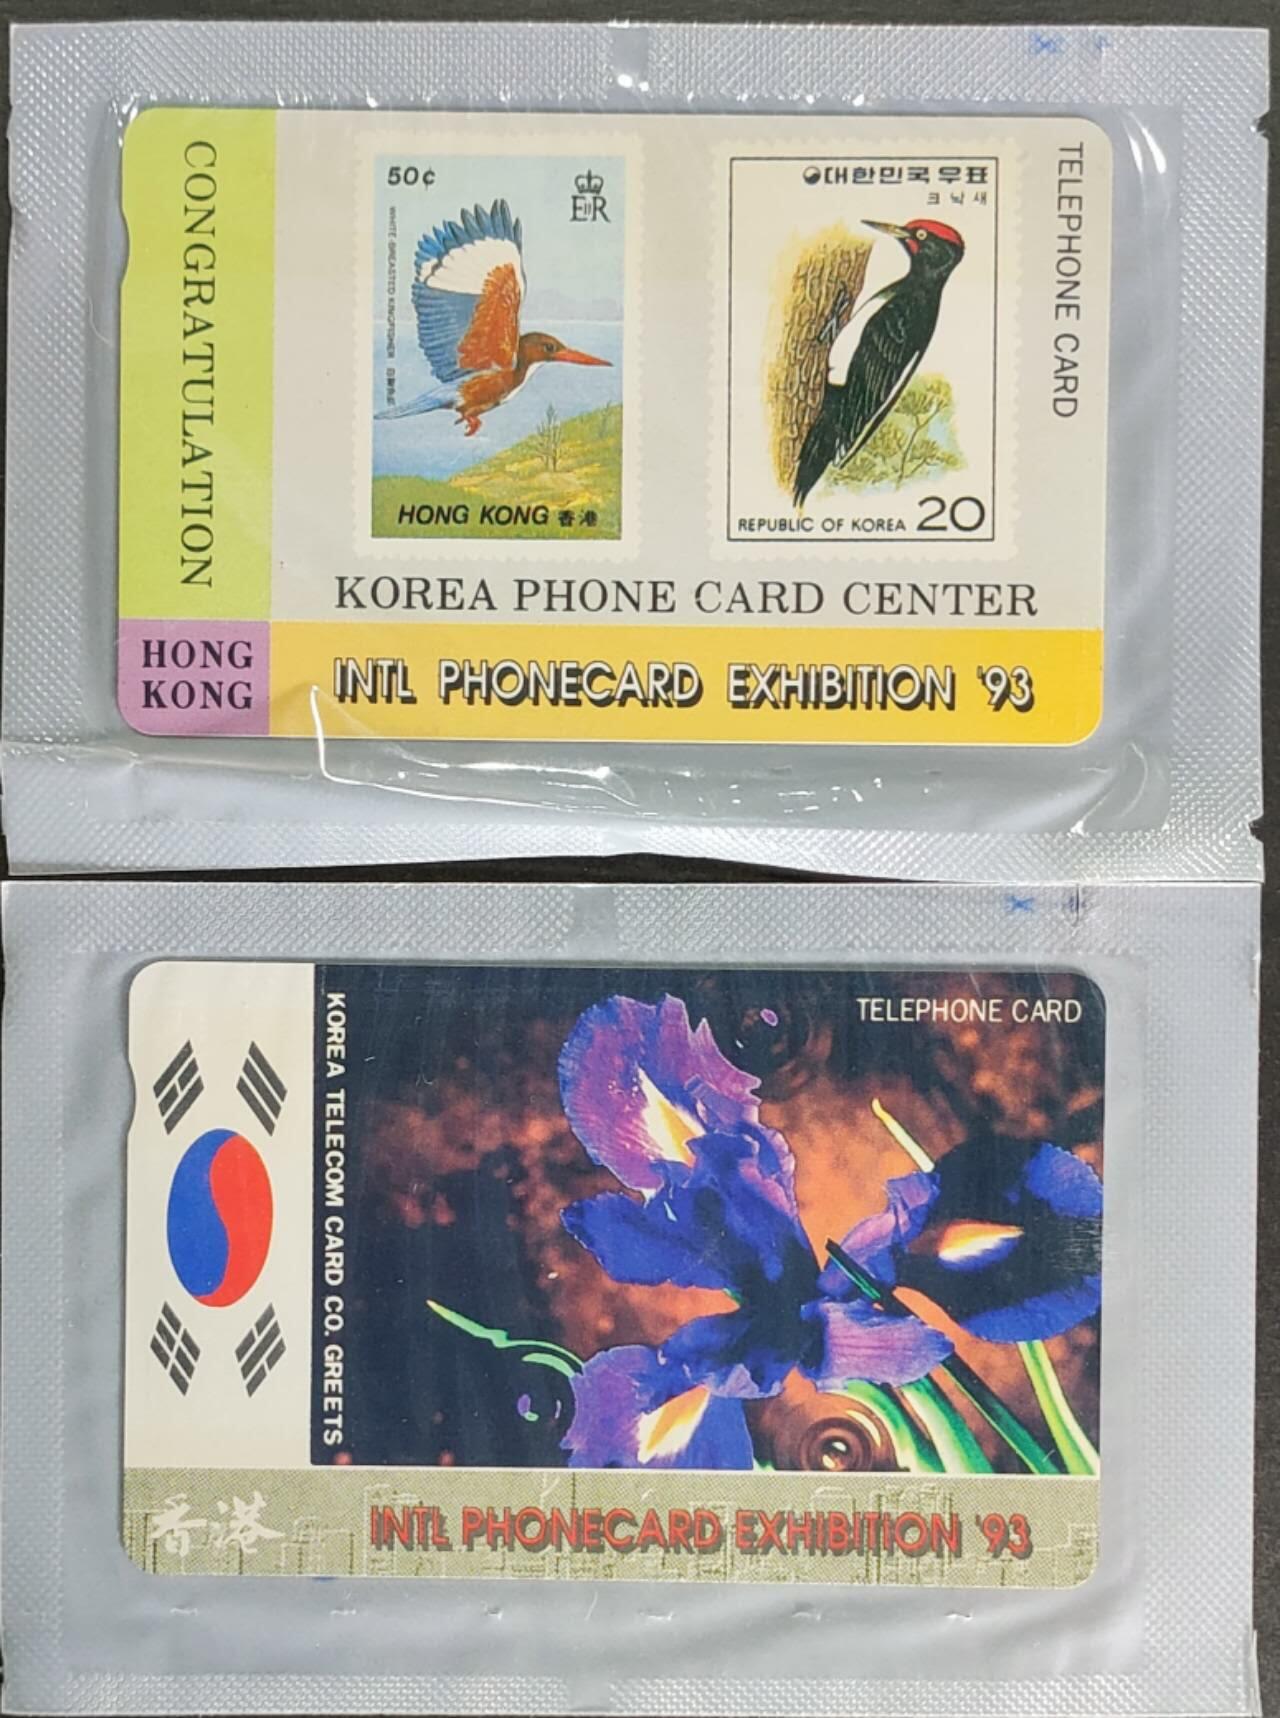 CONGRATULATION
50¢
EIIR
WHITE-BREASTED KINGFISHER
HONG KONG 香港
대한민국우표
크낙새
REPUBLIC OF KOREA 20
TELEPHONE CARD
KOREA PHONE CARD CENTER
HONG
KONG
INTL PHONECARD EXHIBITION '93
KOREA TELECOM CARD CO. GREETS
TELEPHONE CARD
香港
INTL PHONECARD EXHIBITION '93